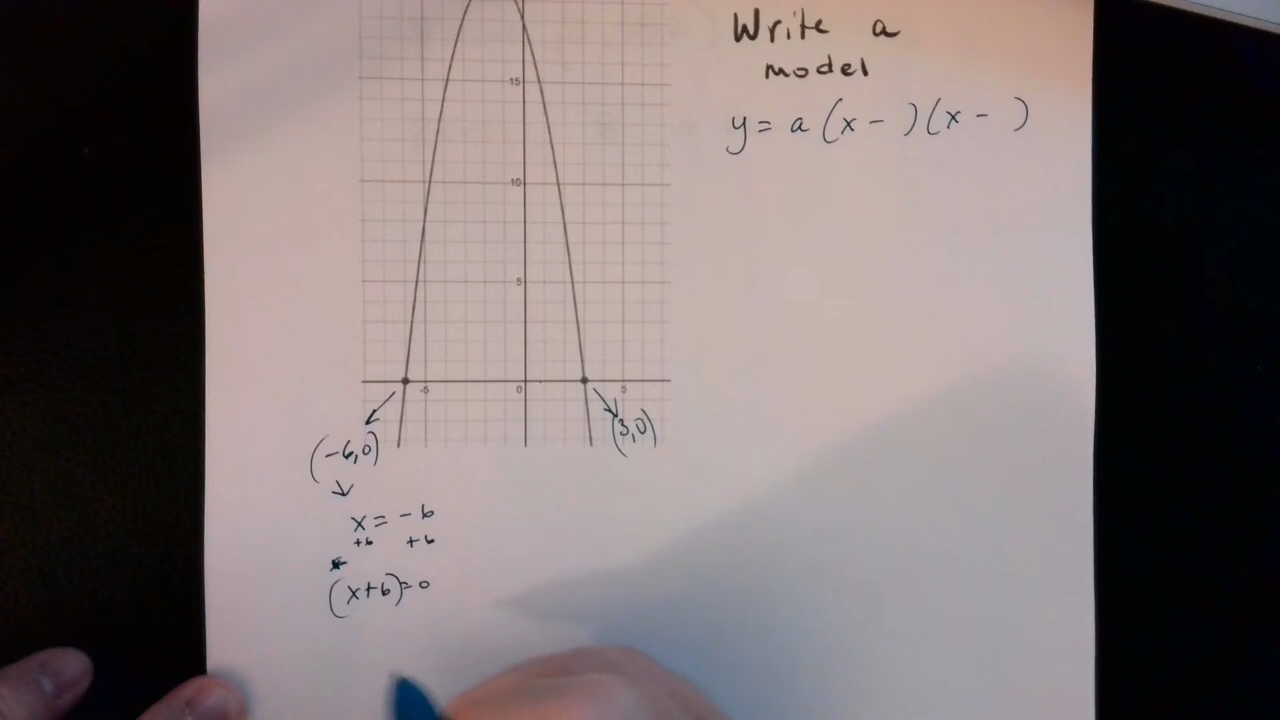 Write a
model
y = a (x - ) (x - )
15
10
5
-5 0 5
(-6,0)
(3,0)
x = -6
+6 +6
(x+6)=0